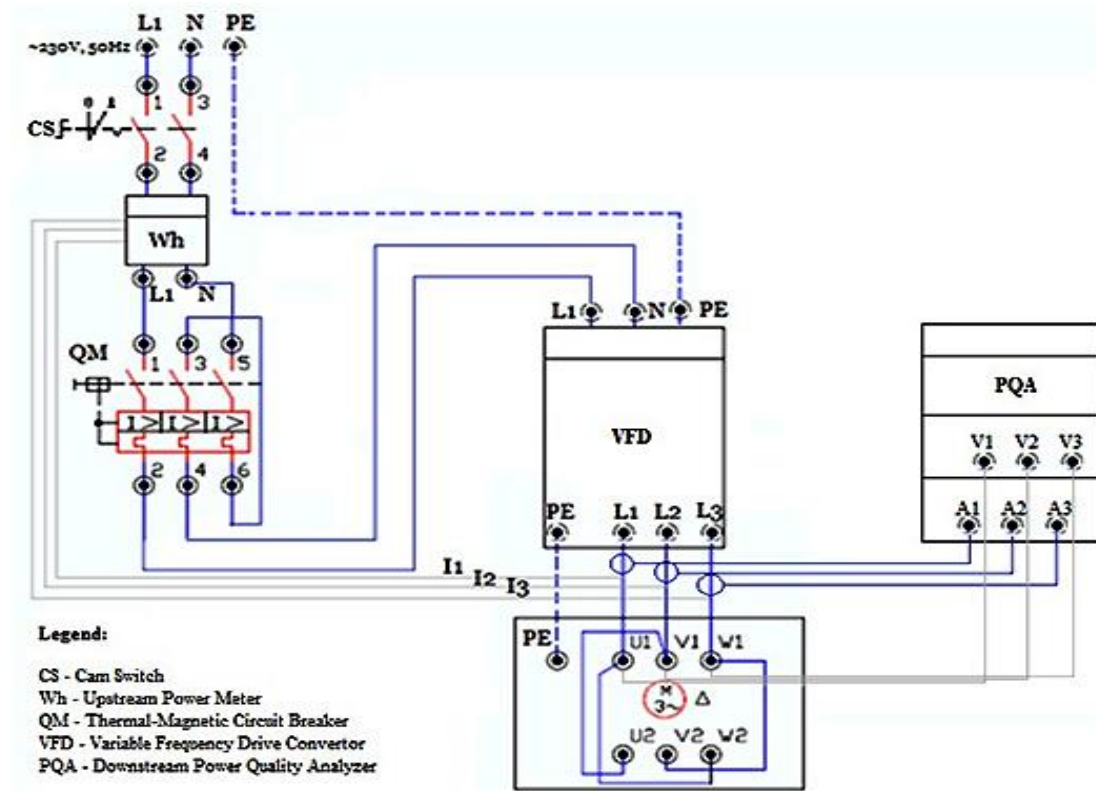 L1 N PE
~230V, 50Hz
0 1
1 3
CS
2 4
Wh
L1 N
L1 N PE
QM
1 3 5
I> I> I>
2 4 6
VFD
PQA
V1 V2 V3
A1 A2 A3
PE L1 L2 L3
I1
I2
I3
PE U1 V1 W1
M
3~ Δ
U2 V2 W2
Legend:
CS - Cam Switch
Wh - Upstream Power Meter
QM - Thermal-Magnetic Circuit Breaker
VFD - Variable Frequency Drive Convertor
PQA - Downstream Power Quality Analyzer